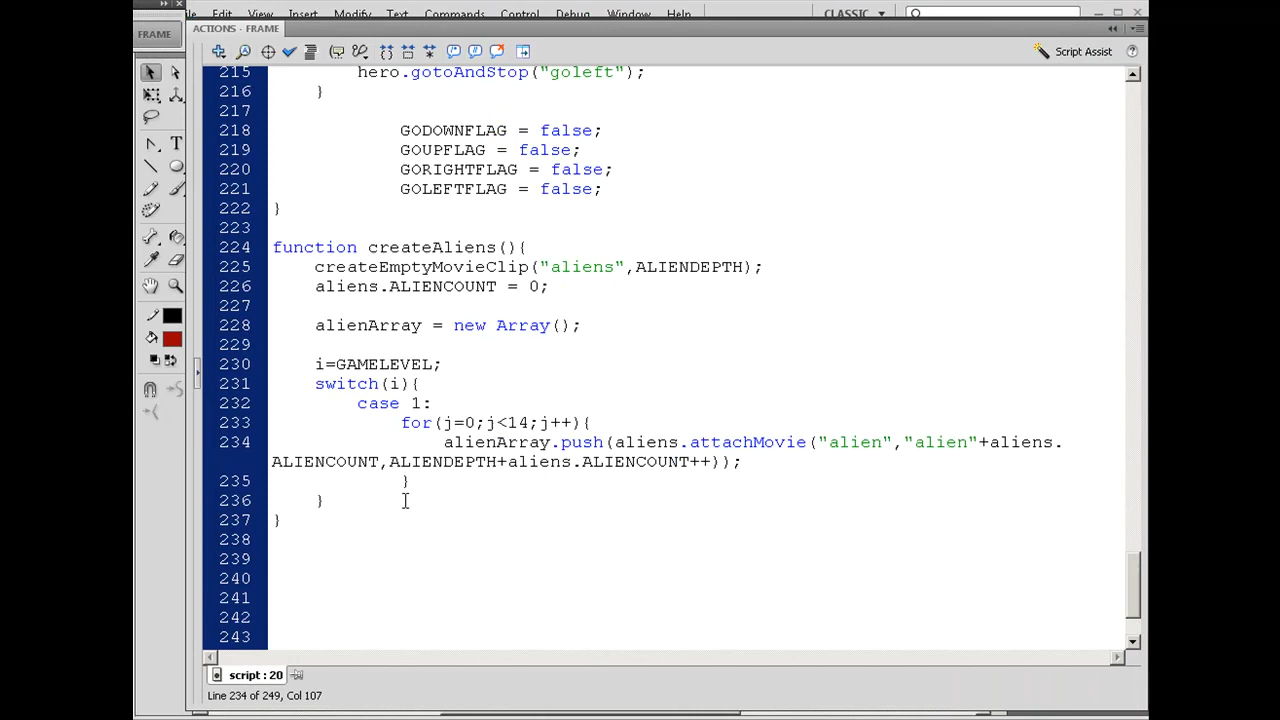 File Edit View Insert Modify Text Commands Control Debug Window Help CLASSIC
FRAME
ACTIONS - FRAME
Script Assist
215 hero.gotoAndStop("goleft");
216 }
217
218 GODOWNFLAG = false;
219 GOUPFLAG = false;
220 GORIGHTFLAG = false;
221 GOLEFTFLAG = false;
222 }
223
224 function createAliens(){
225 createEmptyMovieClip("aliens",ALIENDEPTH);
226 aliens.ALIENCOUNT = 0;
227
228 alienArray = new Array();
229
230 i=GAMELEVEL;
231 switch(i){
232 case 1:
233 for(j=0;j<14;j++){
234 alienArray.push(aliens.attachMovie("alien","alien"+aliens.
ALIENCOUNT,ALIENDEPTH+aliens.ALIENCOUNT++));
235 }
236 }
237 }
238
239
240
241
242
243
script : 20
Line 234 of 249, Col 107